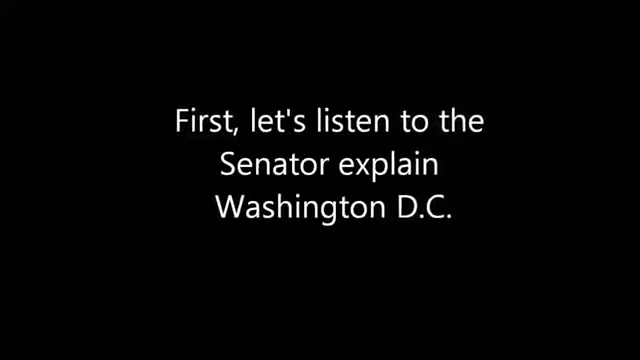 First, let's listen to the
Senator explain
Washington D.C.